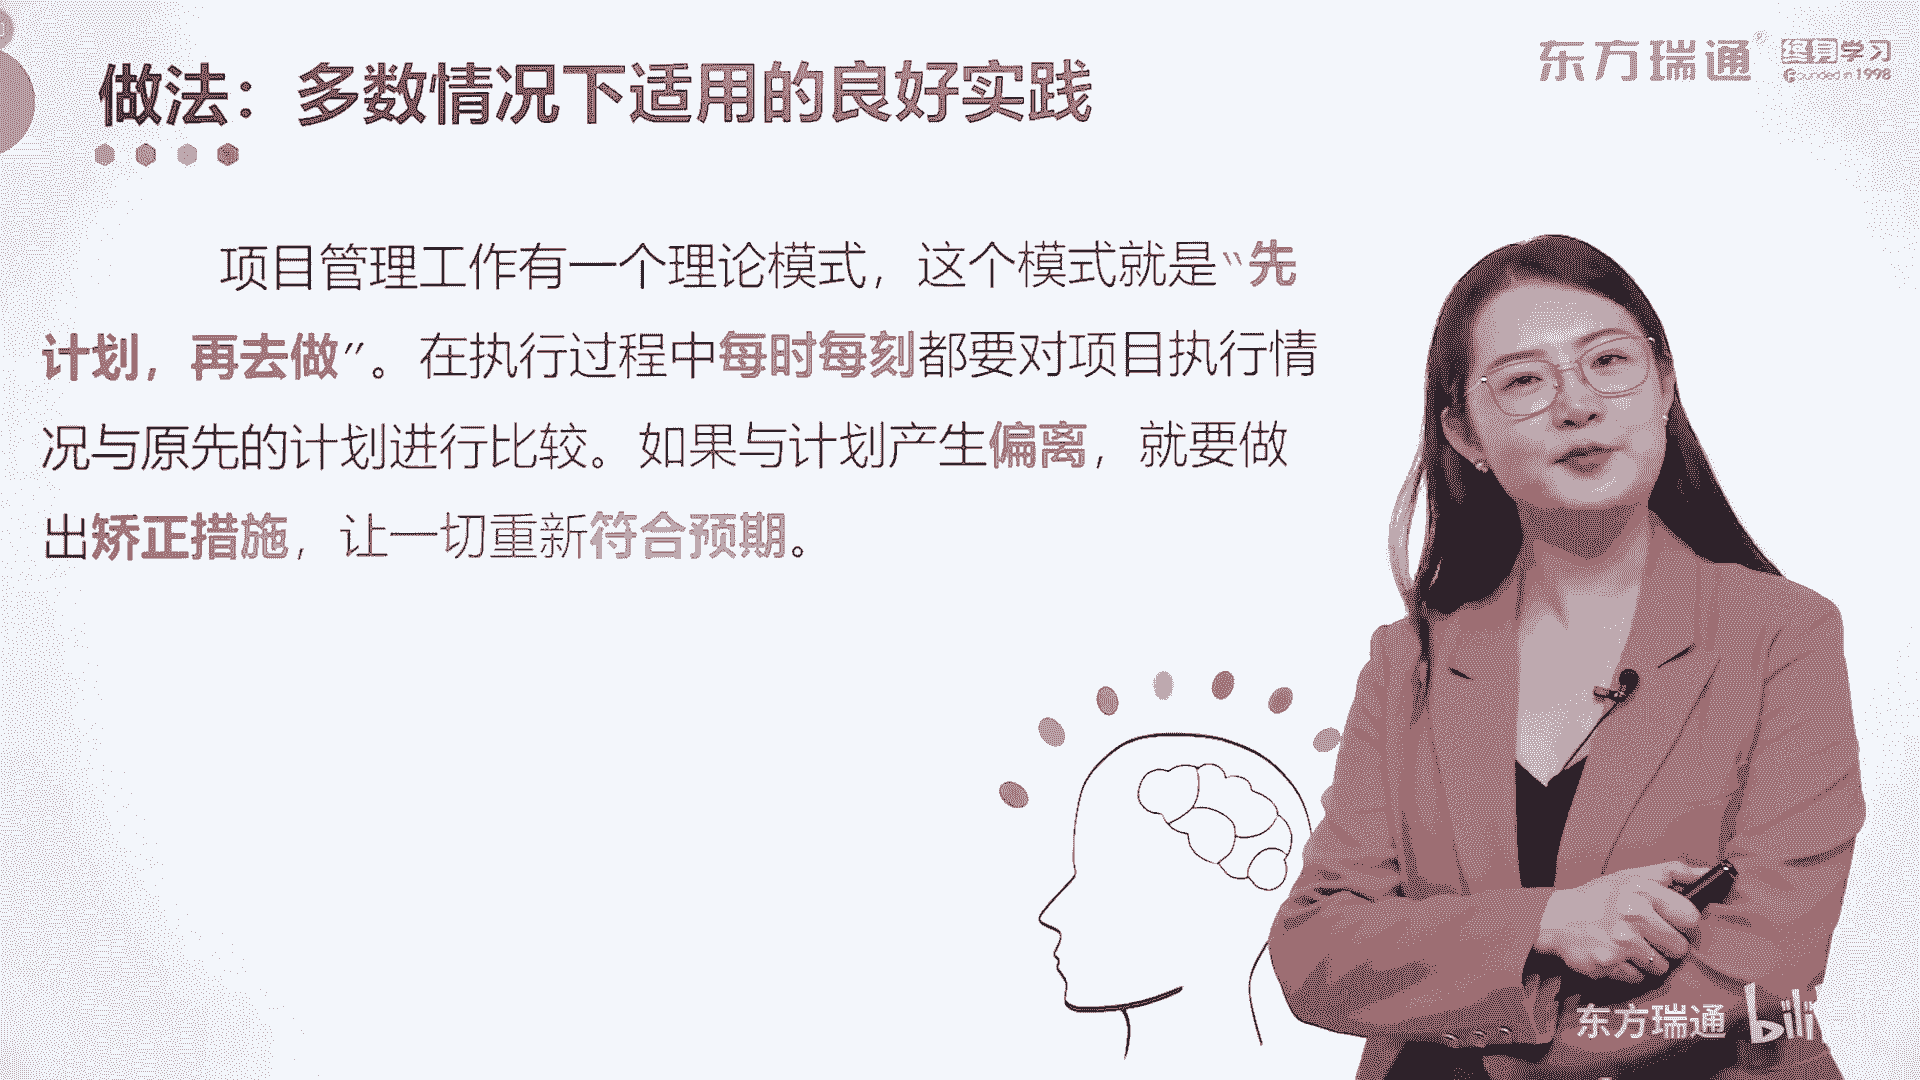 做法：多数情况下适用的良好实践
东方瑞通® 终身学习
Founded in 1998
项目管理工作有一个理论模式，这个模式就是“先
计划，再去做”。在执行过程中每时每刻都要对项目执行情
况与原先的计划进行比较。如果与计划产生偏离，就要做
出矫正措施，让一切重新符合预期。
东方瑞通 bili